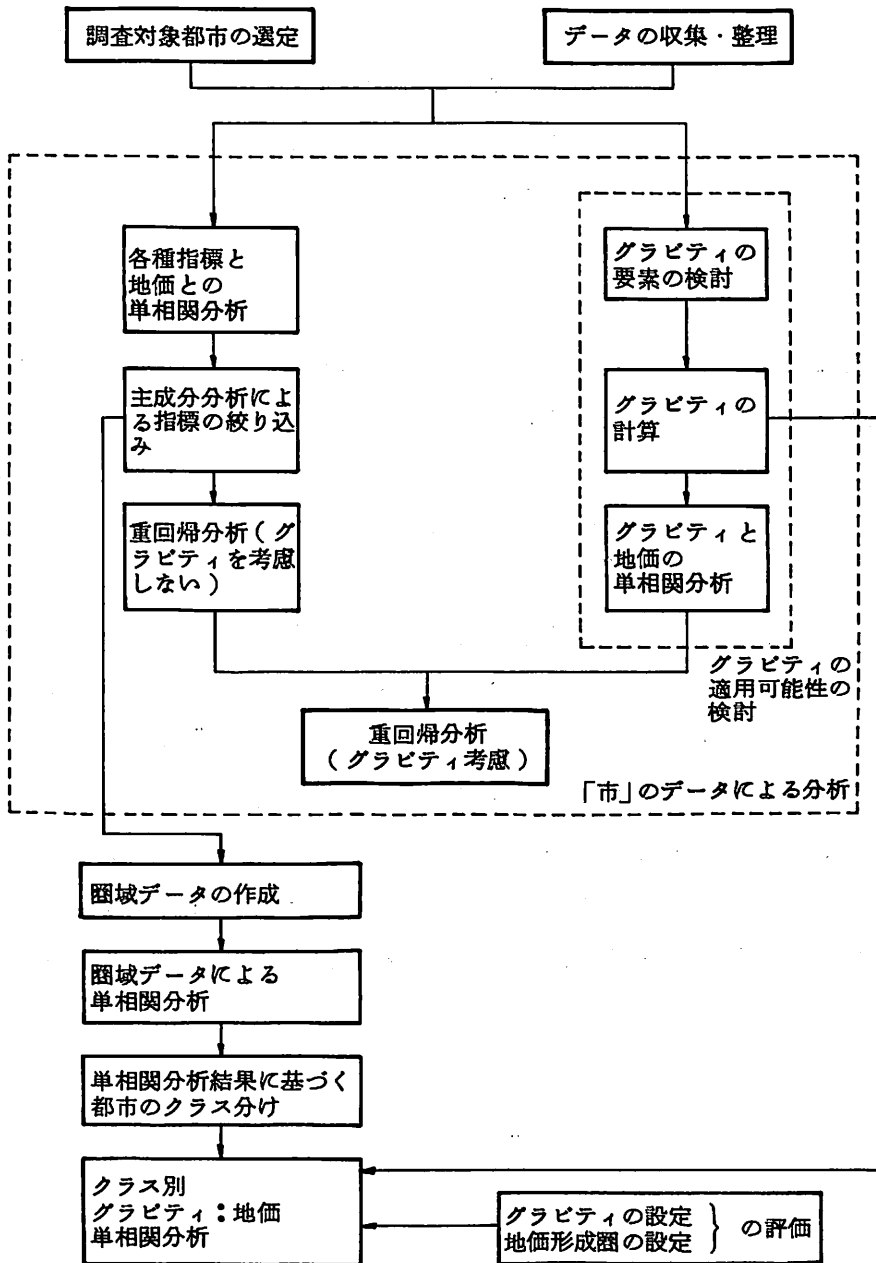 調査対象都市の選定
データの収集・整理
各種指標と
地価との
単相関分析
主成分分析によ
る指標の絞り込
み
重回帰分析(グ
ラビティを考慮
しない)
グラビティの
要素の検討
グラビティの
計算
グラビティと
地価の
単相関分析
グラビティの
適用可能性の
検討
重回帰分析
(グラビティ考慮)
「市」のデータによる分析
圏域データの作成
圏域データによる
単相関分析
単相関分析結果に基づく
都市のクラス分け
クラス別
グラビティ:地価
単相関分析
グラビティの設定
地価形成圏の設定 } の評価